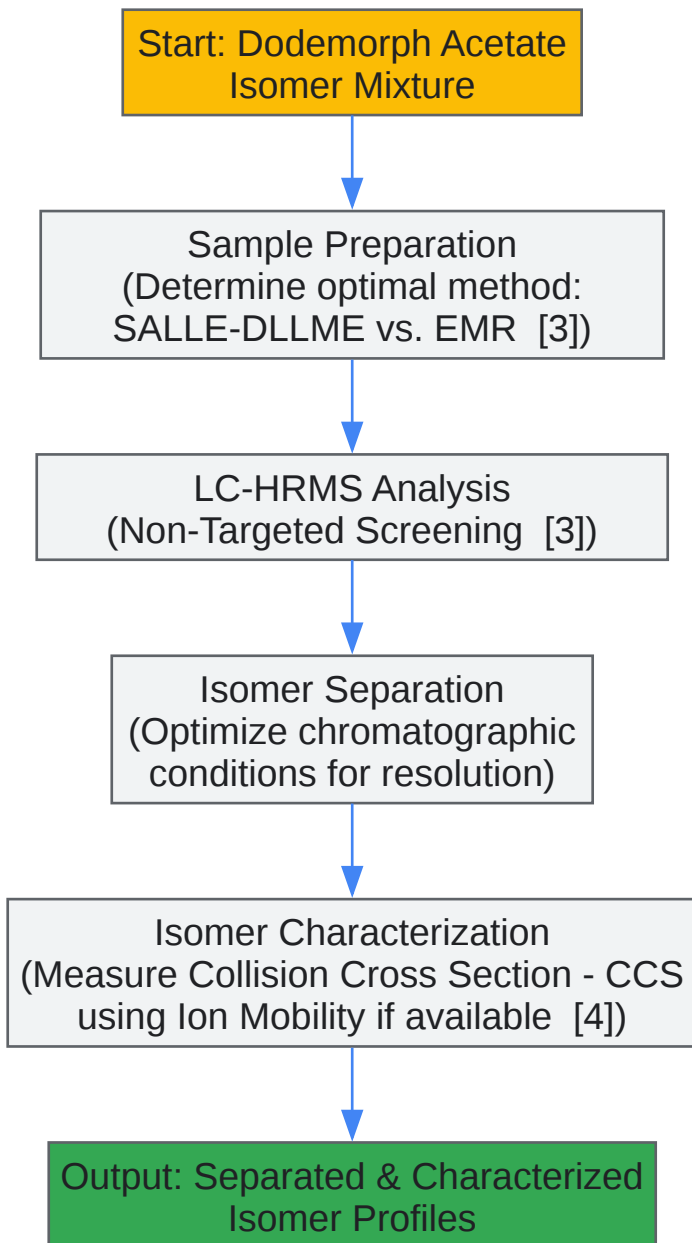 Start: Dodemorph Acetate
Isomer Mixture
Sample Preparation
(Determine optimal method:
SALLE-DLLME vs. EMR [3])
LC-HRMS Analysis
(Non-Targeted Screening [3])
Isomer Separation
(Optimize chromatographic
conditions for resolution)
Isomer Characterization
(Measure Collision Cross Section - CCS
using Ion Mobility if available [4])
Output: Separated & Characterized
Isomer Profiles